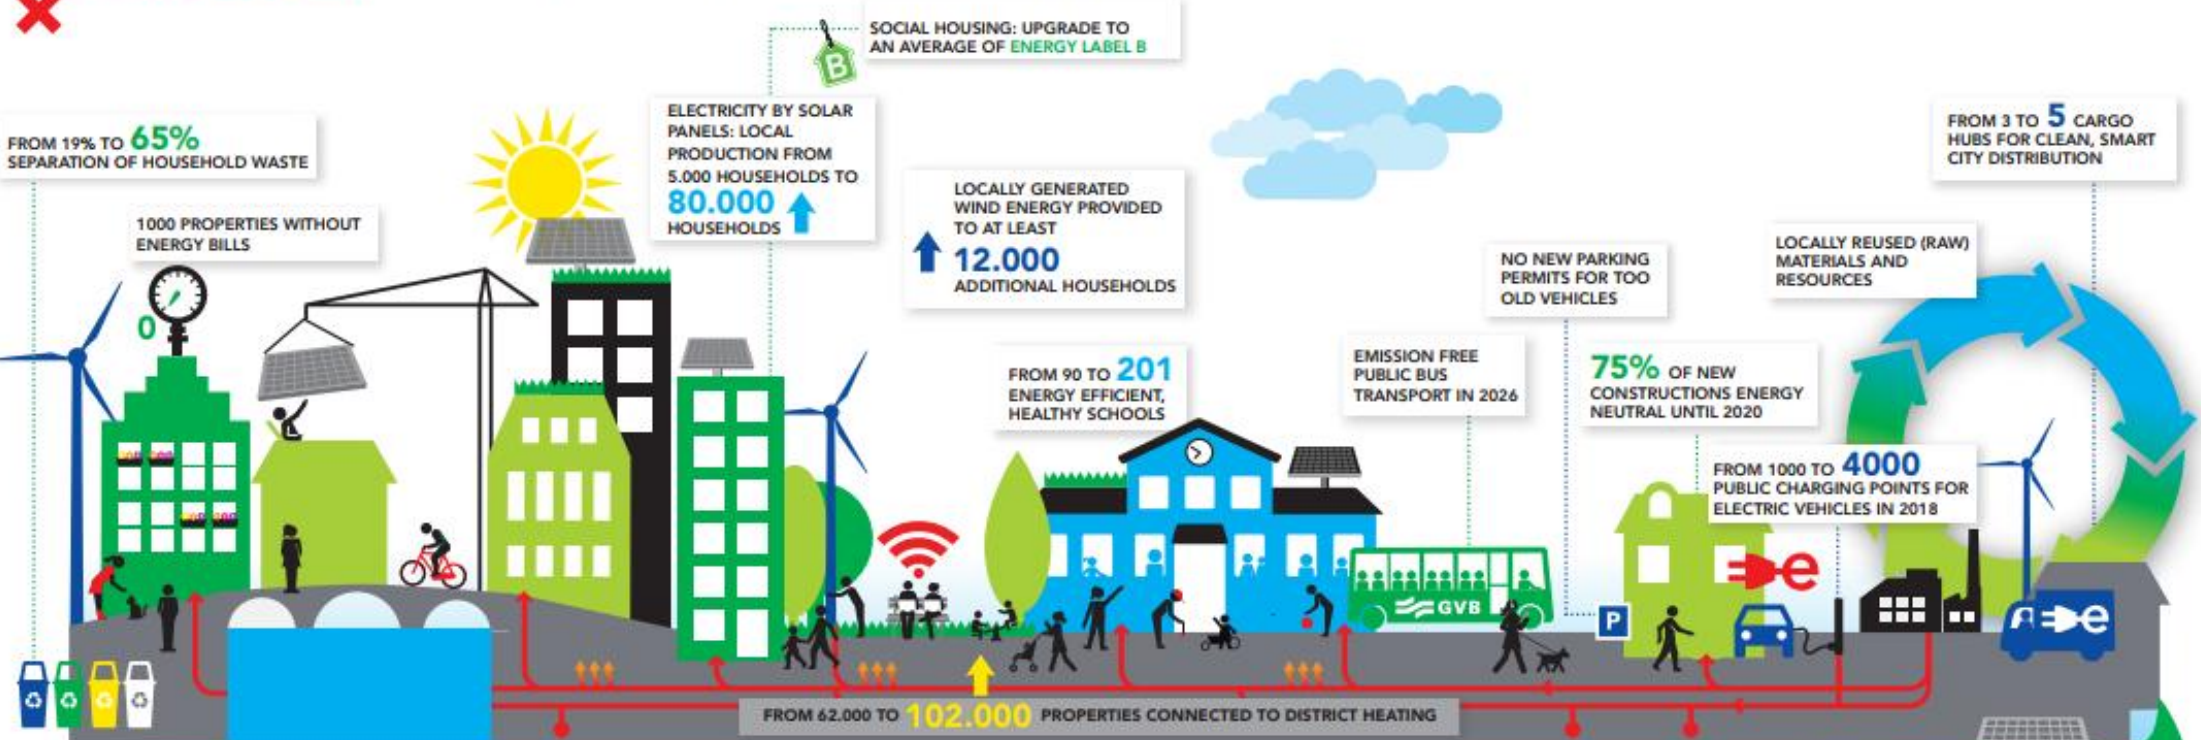 SOCIAL HOUSING: UPGRADE TO
AN AVERAGE OF ENERGY LABEL B
B
FROM 19% TO 65%
SEPARATION OF HOUSEHOLD WASTE
1000 PROPERTIES WITHOUT
ENERGY BILLS
0
ELECTRICITY BY SOLAR
PANELS: LOCAL
PRODUCTION FROM
5.000 HOUSEHOLDS TO
80.000
HOUSEHOLDS
LOCALLY GENERATED
WIND ENERGY PROVIDED
TO AT LEAST
12.000
ADDITIONAL HOUSEHOLDS
FROM 90 TO 201
ENERGY EFFICIENT,
HEALTHY SCHOOLS
EMISSION FREE
PUBLIC BUS
TRANSPORT IN 2026
GVB
NO NEW PARKING
PERMITS FOR TOO
OLD VEHICLES
P
75% OF NEW
CONSTRUCTIONS ENERGY
NEUTRAL UNTIL 2020
FROM 1000 TO 4000
PUBLIC CHARGING POINTS FOR
ELECTRIC VEHICLES IN 2018
e
LOCALLY REUSED (RAW)
MATERIALS AND
RESOURCES
FROM 3 TO 5 CARGO
HUBS FOR CLEAN, SMART
CITY DISTRIBUTION
e
FROM 62.000 TO 102.000 PROPERTIES CONNECTED TO DISTRICT HEATING